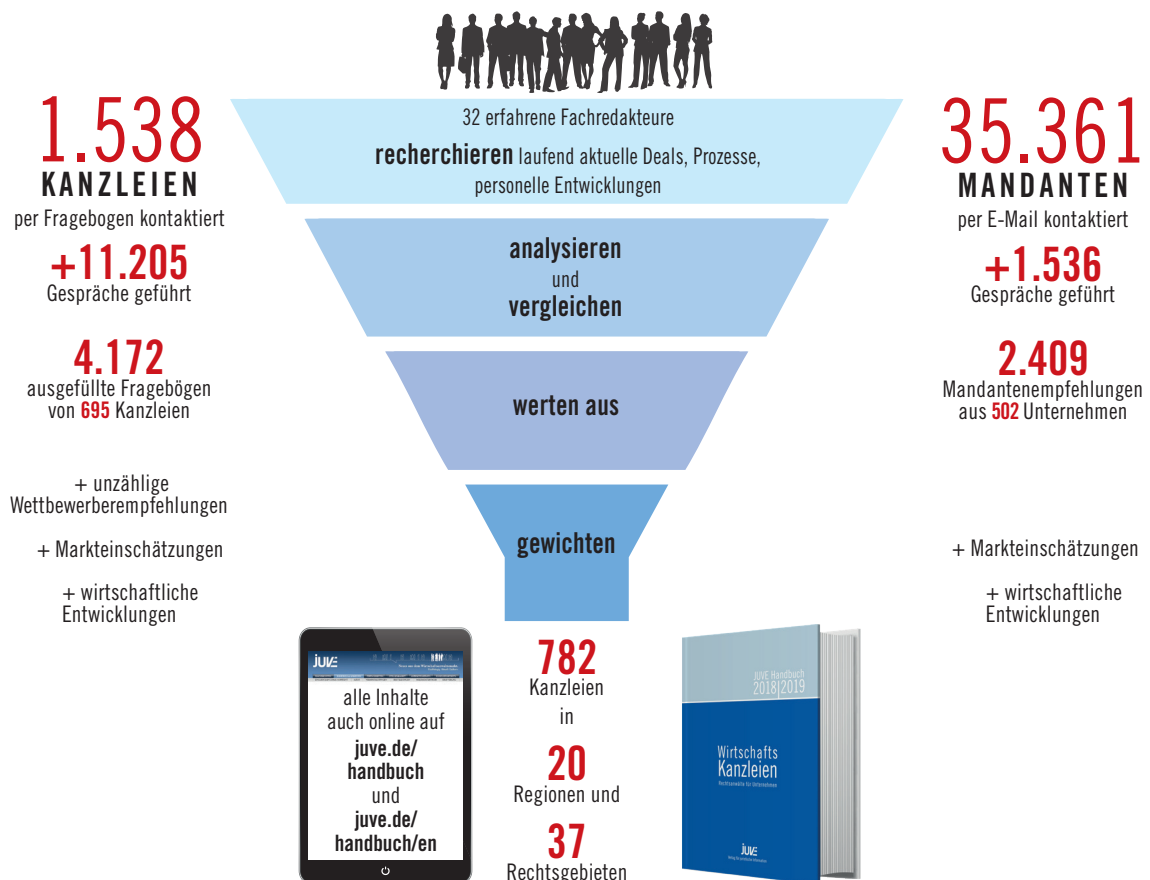 1.538
KANZLEIEN
per Fragebogen kontaktiert
+11.205
Gespräche geführt
4.172
ausgefüllte Fragebögen
von 695 Kanzleien
+ unzählige
Wettbewerberempfehlungen
+ Markteinschätzungen
+ wirtschaftliche
Entwicklungen
32 erfahrene Fachredakteure
recherchieren laufend aktuelle Deals, Prozesse,
personelle Entwicklungen
analysieren
und
vergleichen
werten aus
gewichten
35.361
MANDANTEN
per E-Mail kontaktiert
+1.536
Gespräche geführt
2.409
Mandantenempfehlungen
aus 502 Unternehmen
+ Markteinschätzungen
+ wirtschaftliche
Entwicklungen
JUVE
alle Inhalte
auch online auf
juve.de/
handbuch
und
juve.de/
handbuch/en
782
Kanzleien
in
20
Regionen und
37
Rechtsgebieten
JUVE Handbuch
2018|2019
Wirtschafts
Kanzleien
Rechtsanwälte für Unternehmen
JUVE